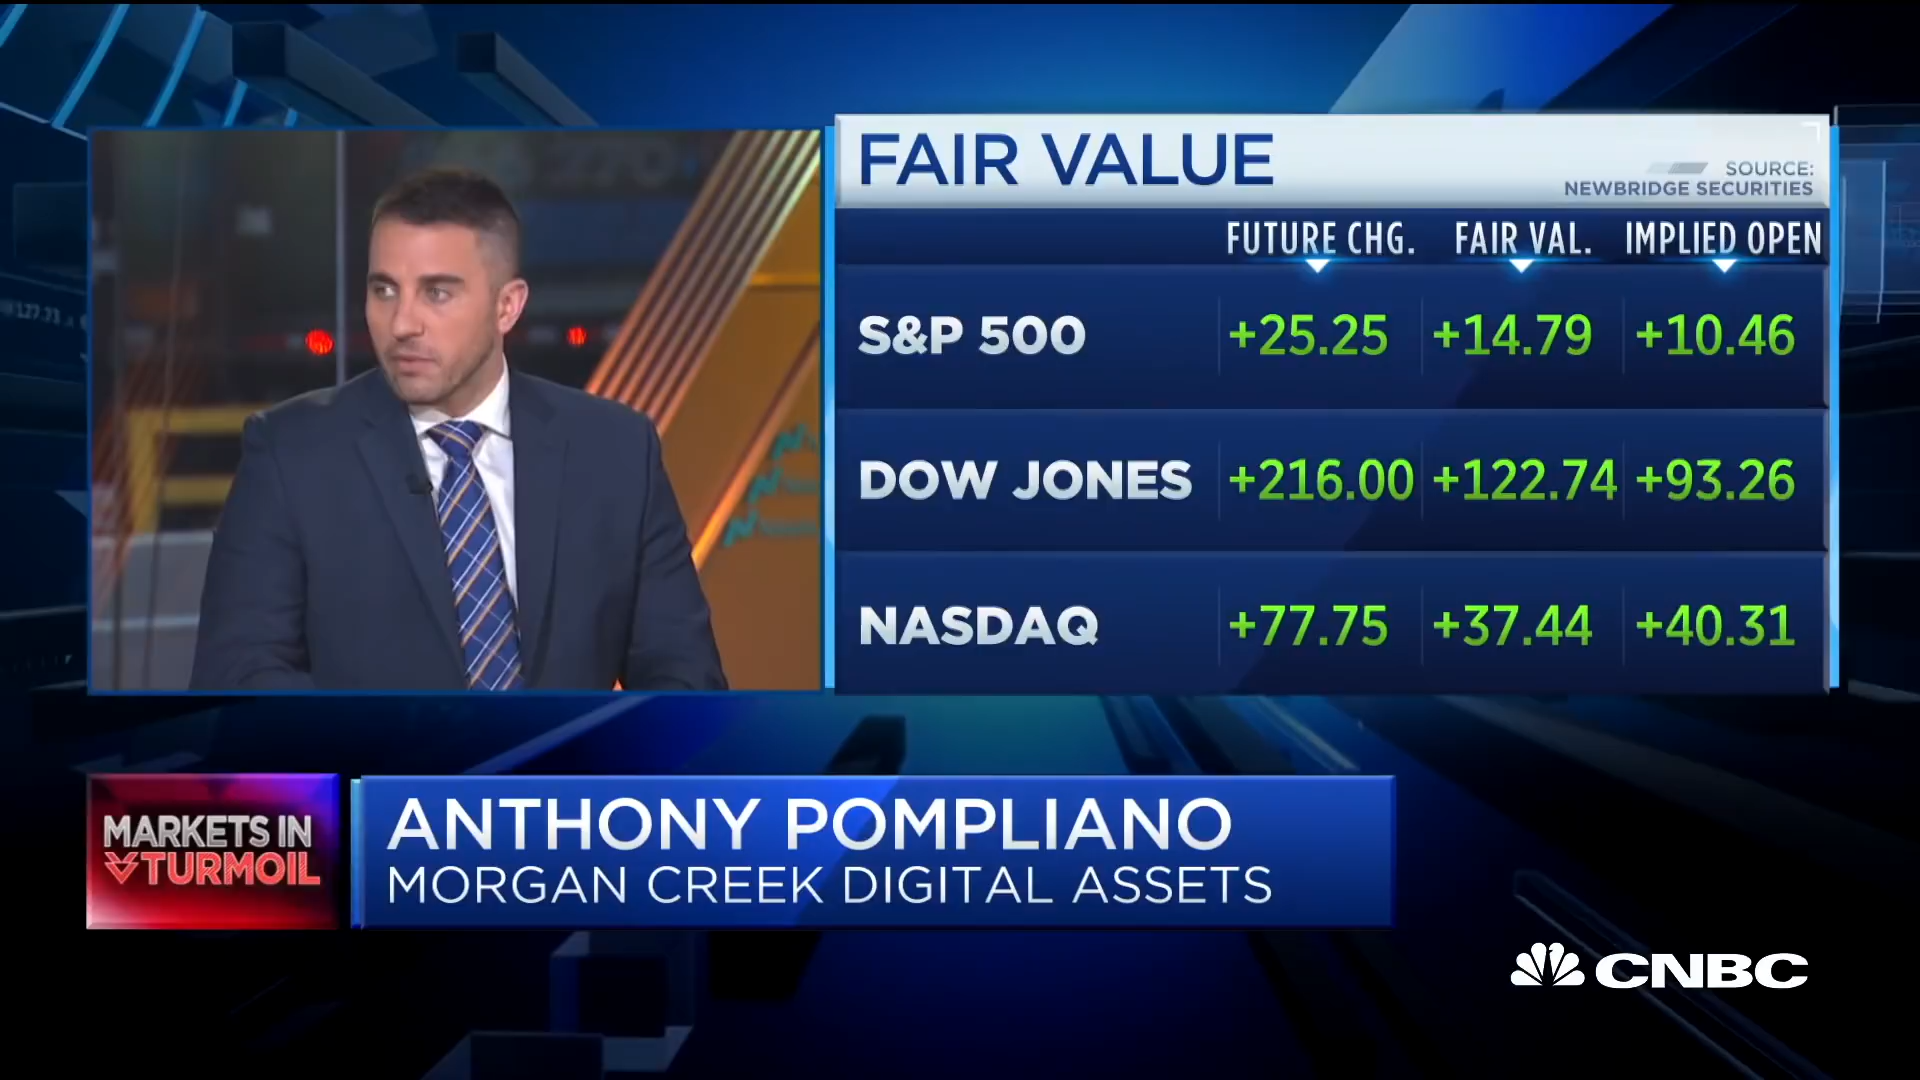 FAIR VALUE
SOURCE:
NEWBRIDGE SECURITIES
FUTURE CHG. FAIR VAL. IMPLIED OPEN
S&P 500 +25.25 +14.79 +10.46
DOW JONES +216.00 +122.74 +93.26
NASDAQ +77.75 +37.44 +40.31
MARKETS IN
TURMOIL
ANTHONY POMPLIANO
MORGAN CREEK DIGITAL ASSETS
CNBC